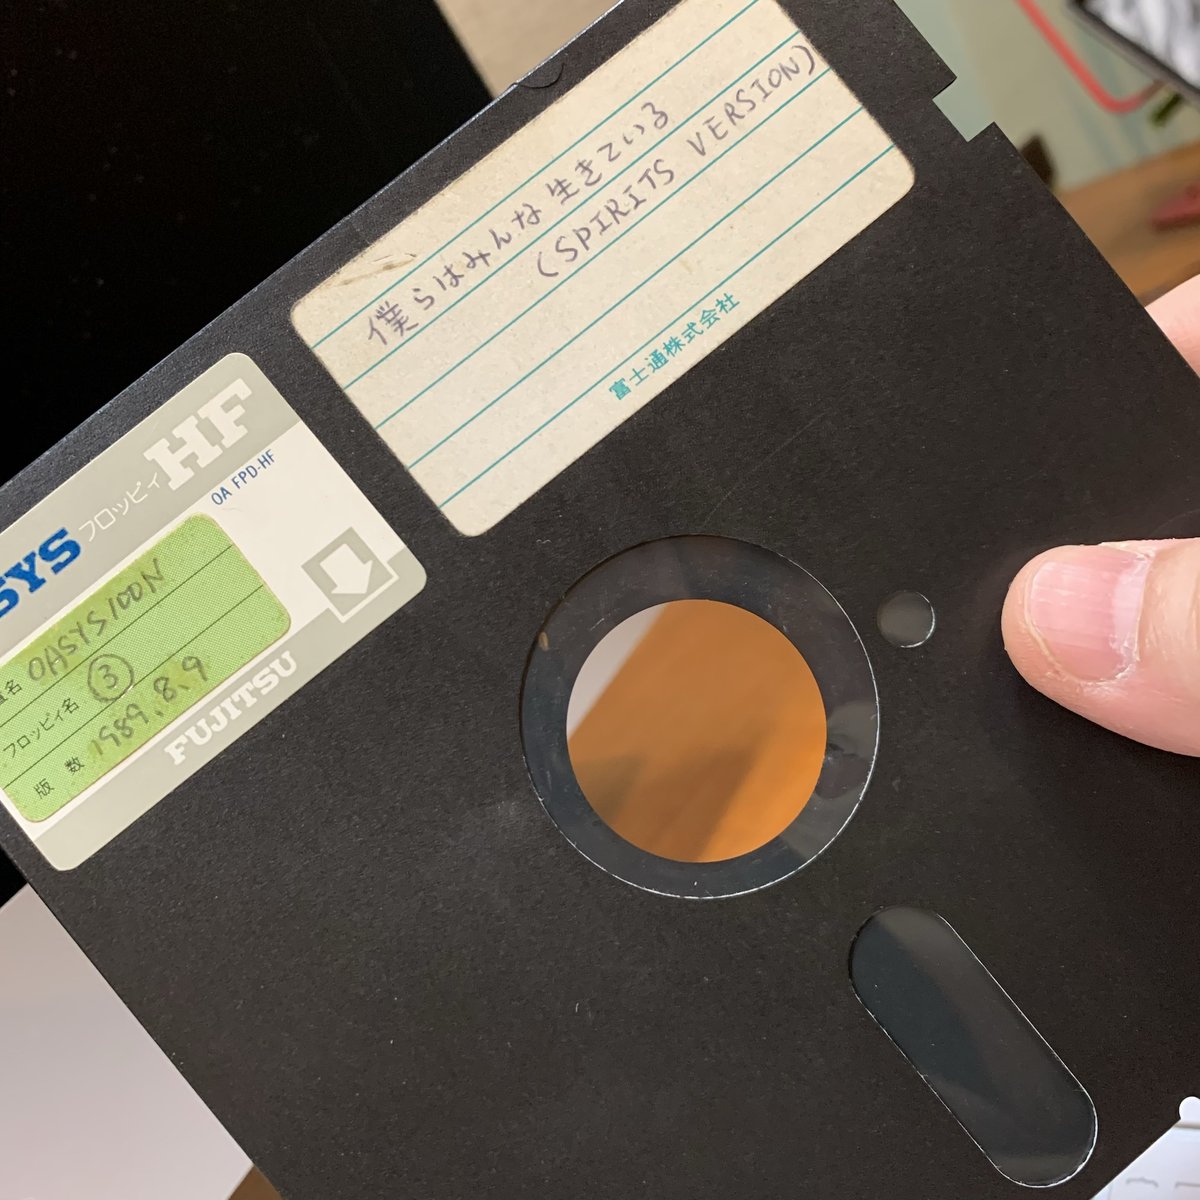 僕らはみんな生きている
(SPIRITS VERSION)
富士通株式会社
SYS フロッピィ HF
OA FPD-HF
名 OASYS100N
フロッピィ名 ③
版数 1989.8.9
FUJITSU